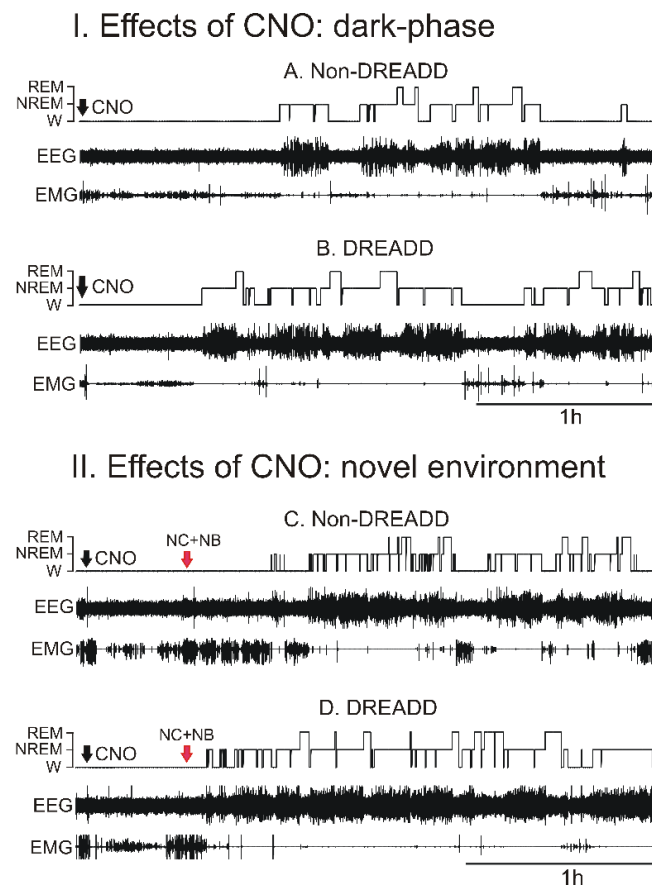 I. Effects of CNO: dark-phase
A. Non-DREADD
REM
NREM
W
CNO
EEG
EMG
B. DREADD
REM
NREM
W
CNO
EEG
EMG
1h
II. Effects of CNO: novel environment
C. Non-DREADD
REM
NREM
W
CNO
NC+NB
EEG
EMG
D. DREADD
REM
NREM
W
CNO
NC+NB
EEG
EMG
1h